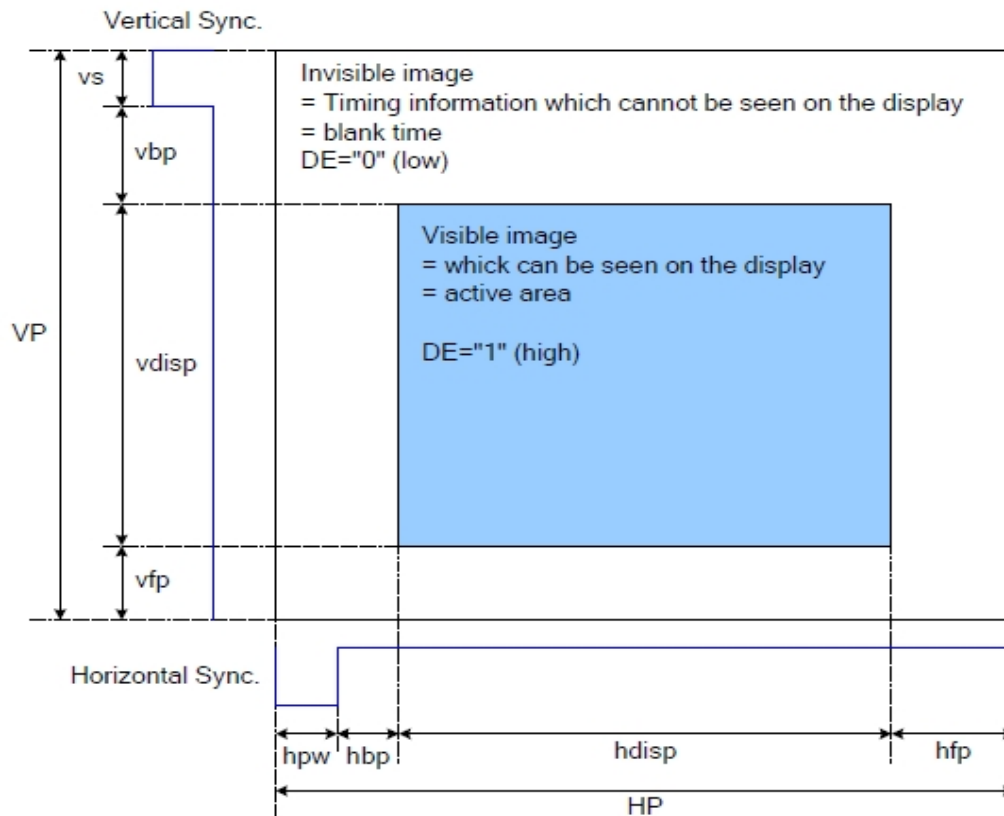 Vertical Sync.
vs
Invisible image
= Timing information which cannot be seen on the display
= blank time
DE="0" (low)
vbp
Visible image
= whick can be seen on the display
= active area
DE="1" (high)
VP
vdisp
vfp
Horizontal Sync.
hpw
hbp
hdisp
hfp
HP